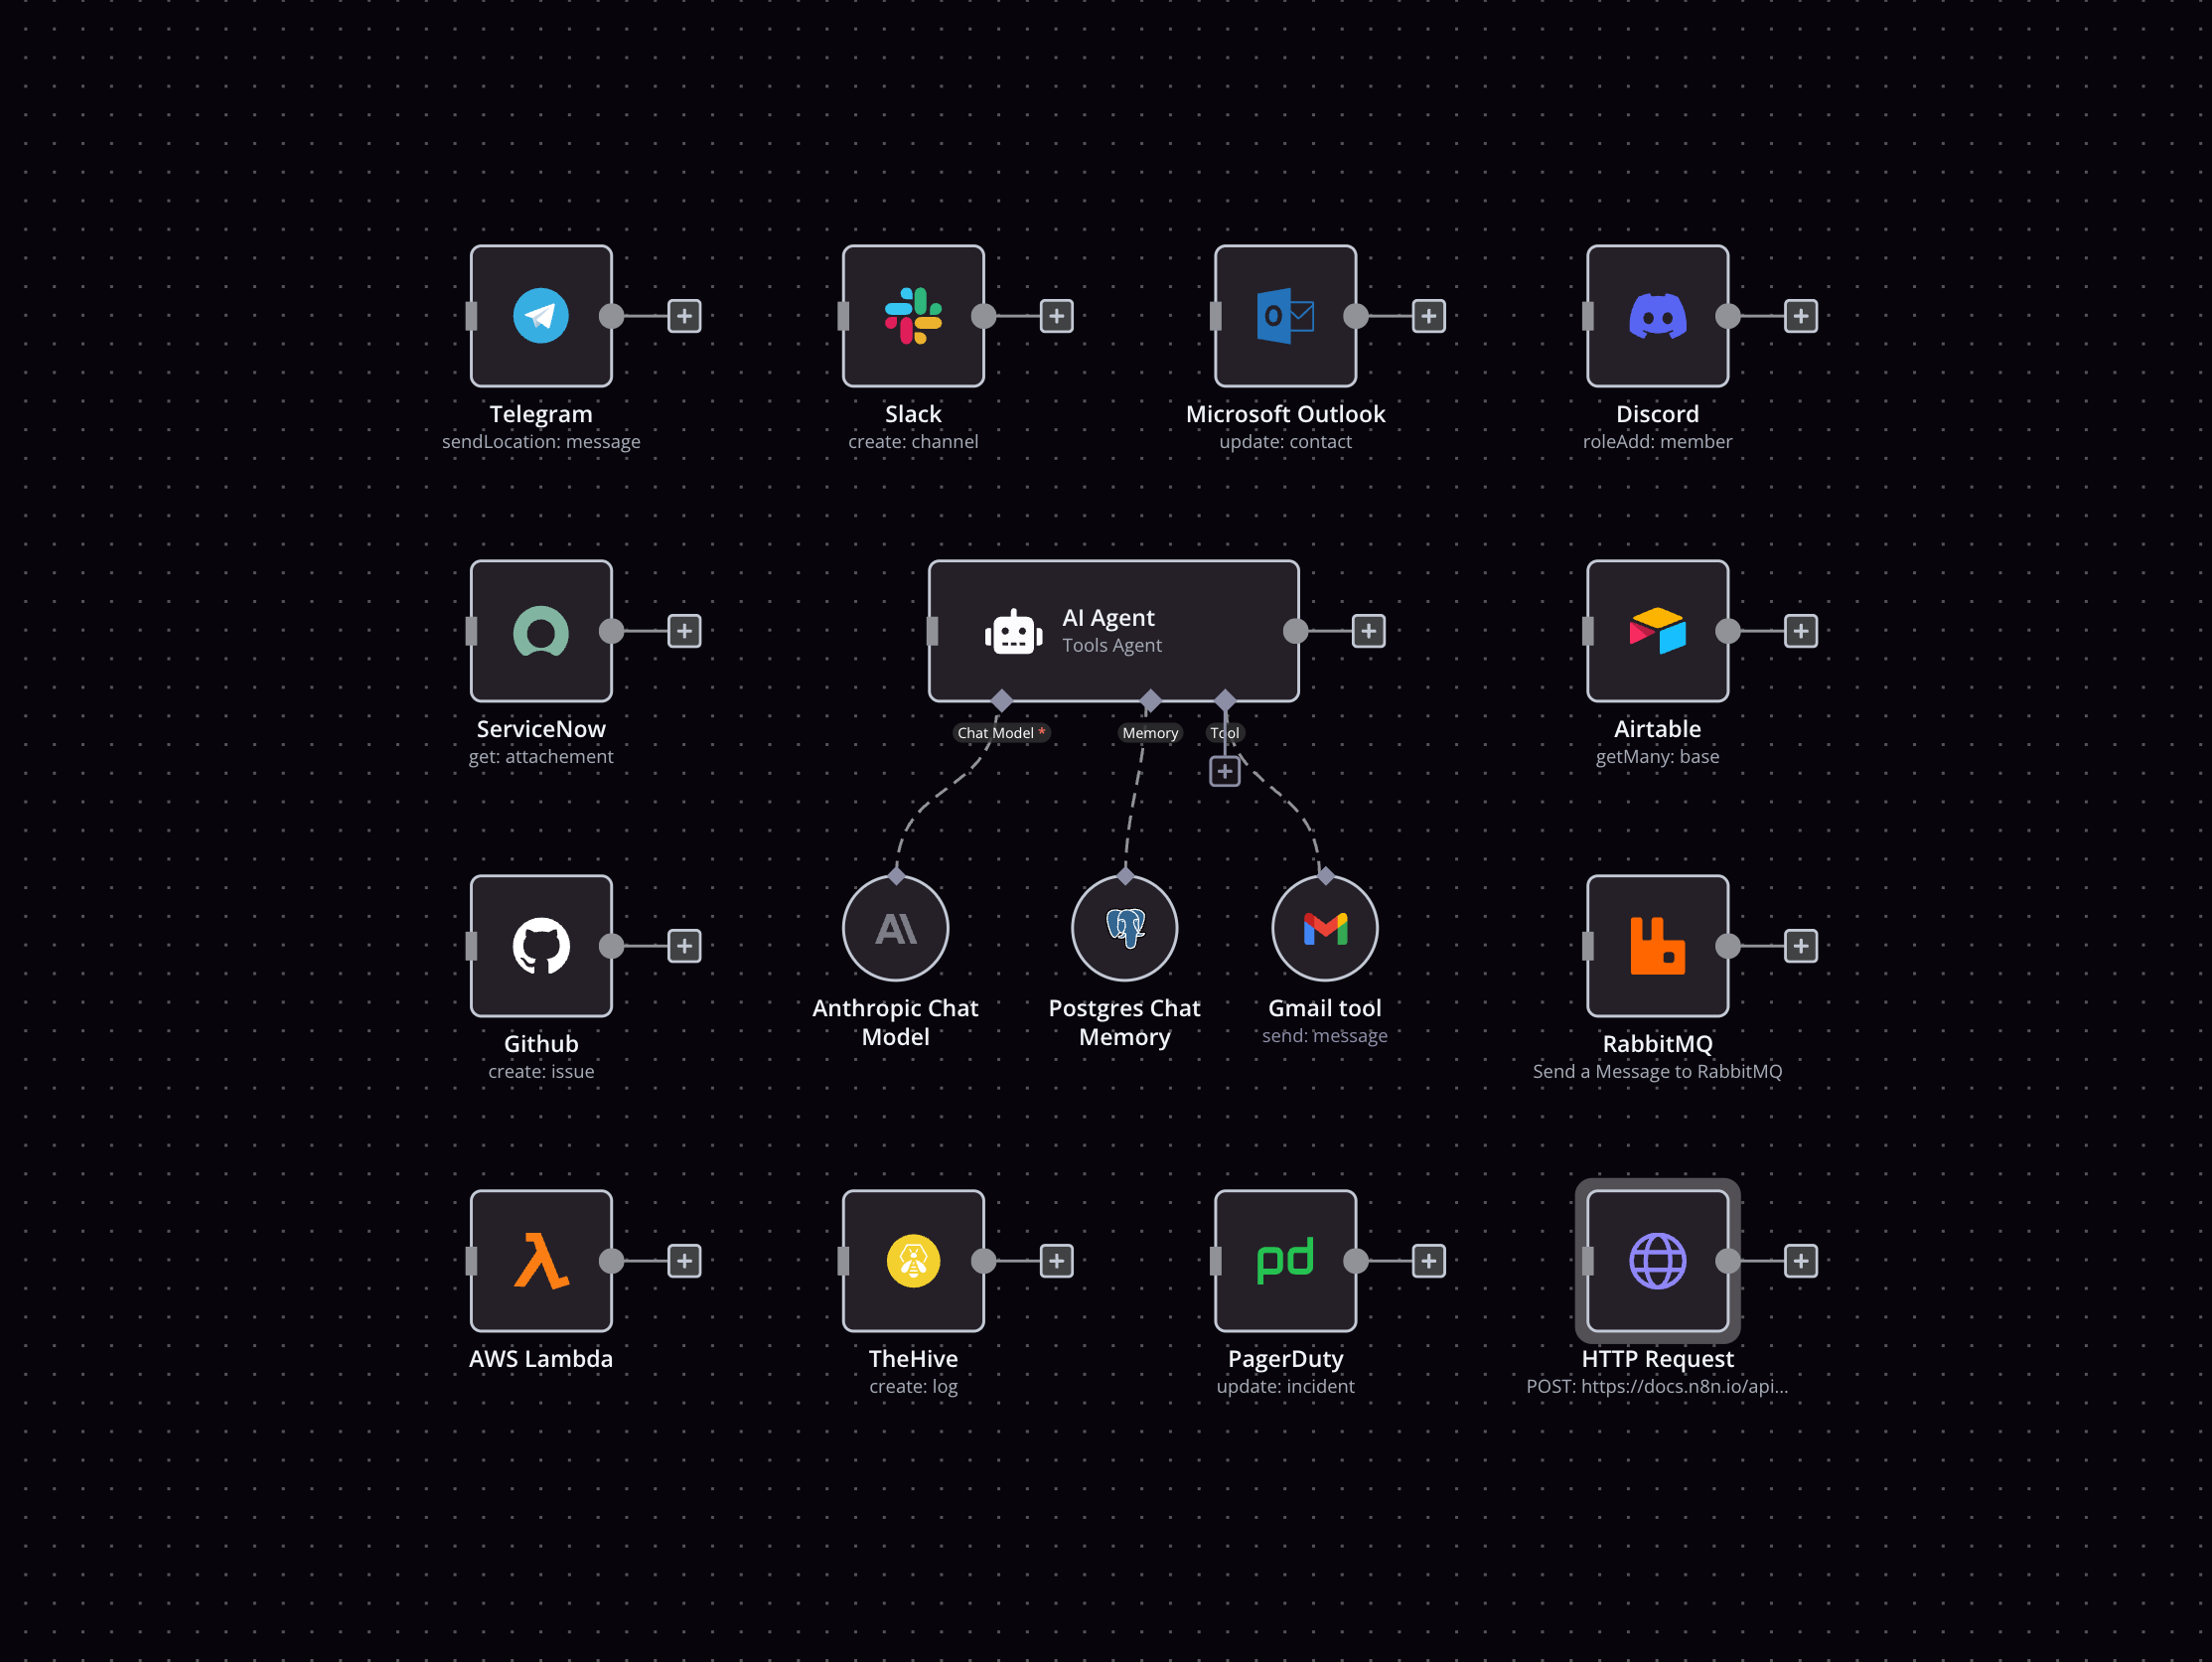 Telegram
sendLocation: message
Slack
create: channel
Microsoft Outlook
update: contact
Discord
roleAdd: member
ServiceNow
get: attachement
AI Agent
Tools Agent
Chat Model *
Memory
Tool
Airtable
getMany: base
Github
create: issue
Anthropic Chat
Model
Postgres Chat
Memory
Gmail tool
send: message
RabbitMQ
Send a Message to RabbitMQ
AWS Lambda
TheHive
create: log
pd
PagerDuty
update: incident
HTTP Request
POST: https://docs.n8n.io/api...